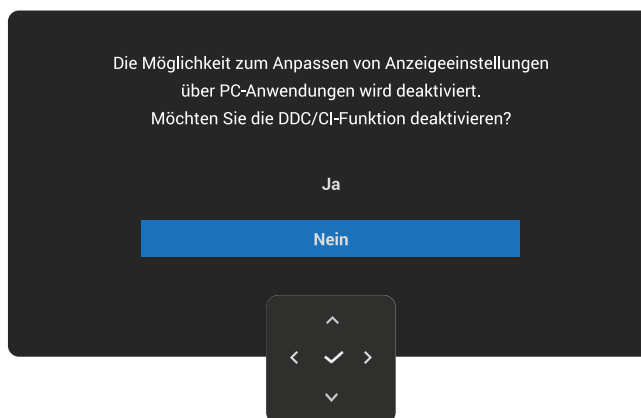 Die Möglichkeit zum Anpassen von Anzeigeeinstellungen
über PC-Anwendungen wird deaktiviert.
Möchten Sie die DDC/CI-Funktion deaktivieren?
Ja
Nein